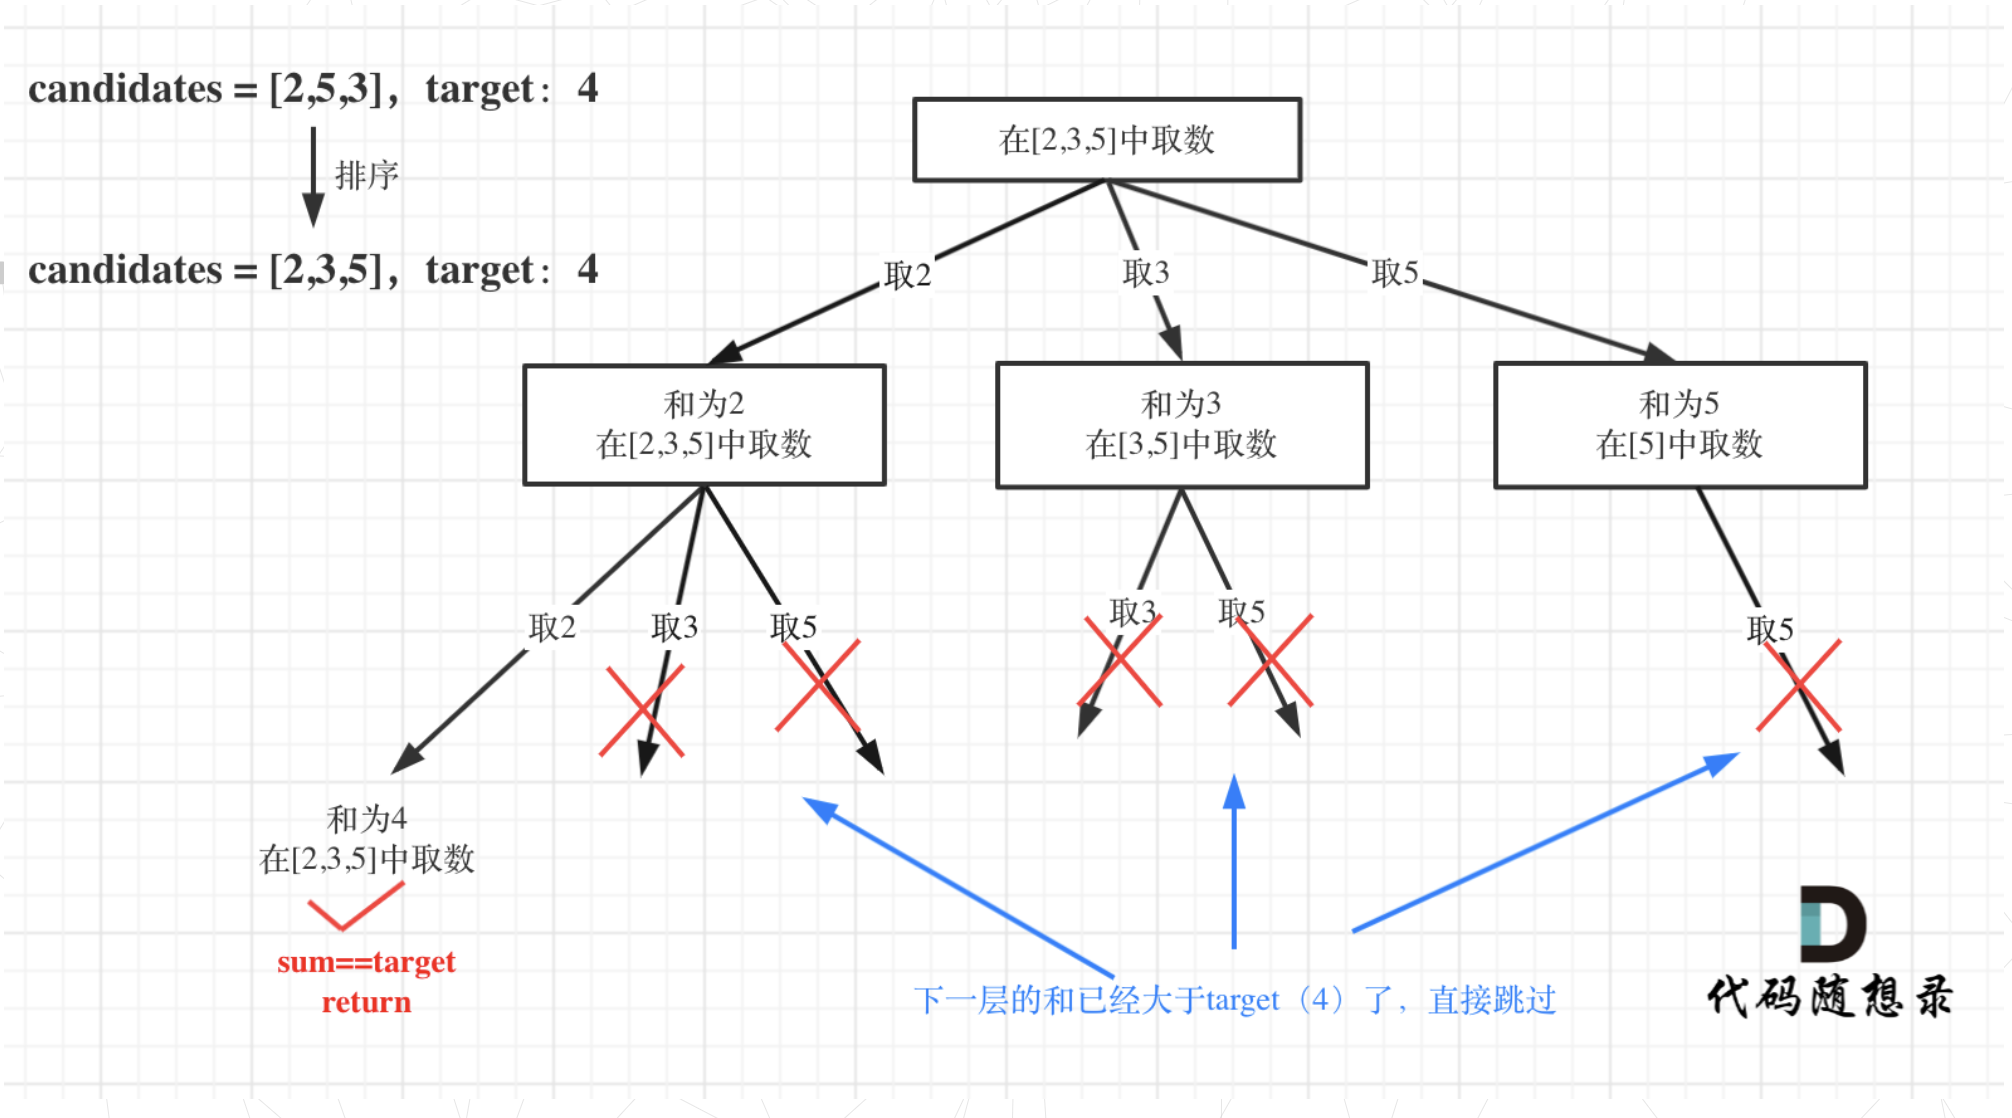 candidates = [2,5,3]，target：4
排序
candidates = [2,3,5]，target：4
在[2,3,5]中取数
取2
取3
取5
和为2
在[2,3,5]中取数
和为3
在[3,5]中取数
和为5
在[5]中取数
取2
取3
取5
取3
取5
取5
和为4
在[2,3,5]中取数
sum==target
return
下一层的和已经大于target（4）了，直接跳过
代码随想录